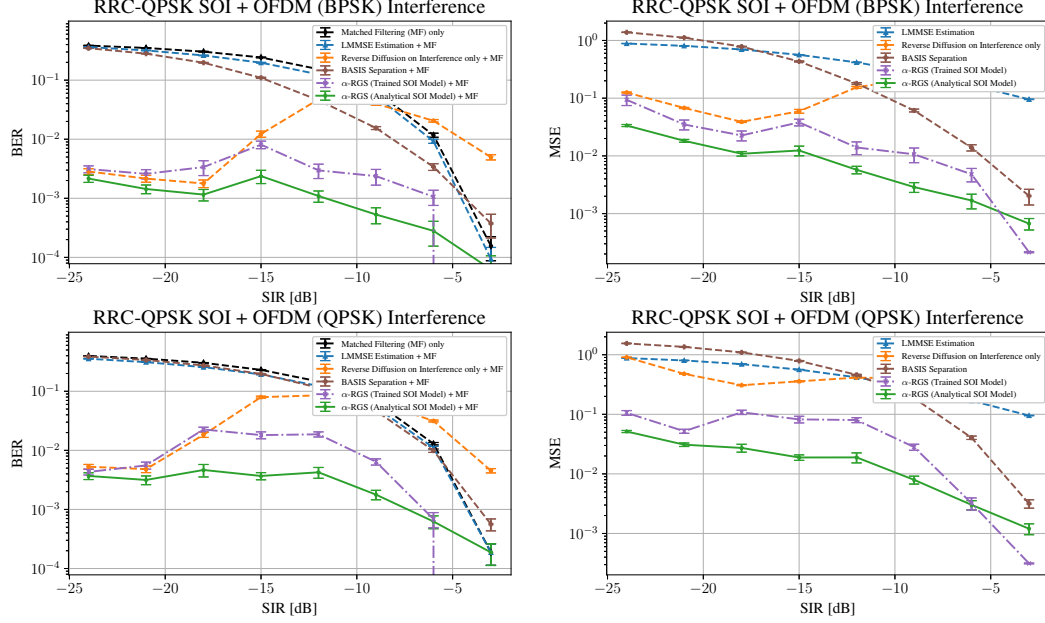 RRC-QPSK SOI + OFDM (BPSK) Interference
BER
10⁻¹
10⁻²
10⁻³
10⁻⁴
Matched Filtering (MF) only
LMMSE Estimation + MF
Reverse Diffusion on Interference only + MF
BASIS Separation + MF
α-RGS (Trained SOI Model) + MF
α-RGS (Analytical SOI Model) + MF
−25 −20 −15 −10 −5
SIR [dB]
RRC-QPSK SOI + OFDM (BPSK) Interference
MSE
10⁰
10⁻¹
10⁻²
10⁻³
LMMSE Estimation
Reverse Diffusion on Interference only
BASIS Separation
α-RGS (Trained SOI Model)
α-RGS (Analytical SOI Model)
−25 −20 −15 −10 −5
SIR [dB]
RRC-QPSK SOI + OFDM (QPSK) Interference
BER
10⁻¹
10⁻²
10⁻³
10⁻⁴
Matched Filtering (MF) only
LMMSE Estimation + MF
Reverse Diffusion on Interference only + MF
BASIS Separation + MF
α-RGS (Trained SOI Model) + MF
α-RGS (Analytical SOI Model) + MF
−25 −20 −15 −10 −5
SIR [dB]
RRC-QPSK SOI + OFDM (QPSK) Interference
MSE
10⁰
10⁻¹
10⁻²
10⁻³
LMMSE Estimation
Reverse Diffusion on Interference only
BASIS Separation
α-RGS (Trained SOI Model)
α-RGS (Analytical SOI Model)
−25 −20 −15 −10 −5
SIR [dB]